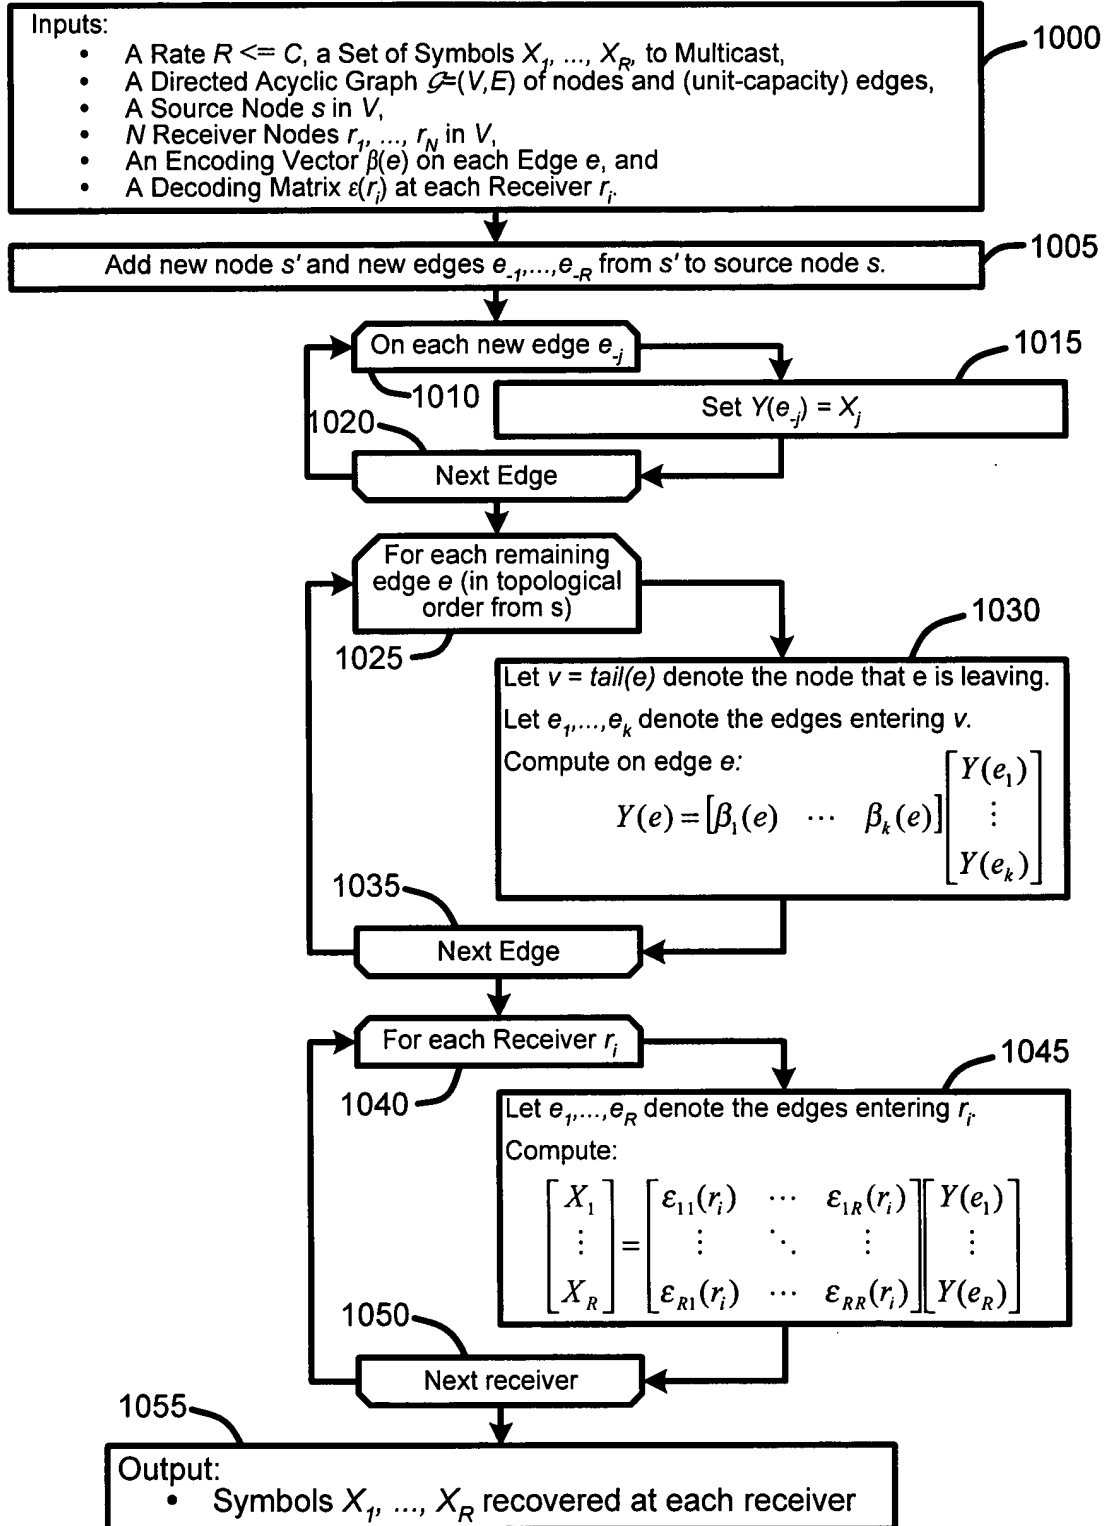 Inputs:
• A Rate R <= C, a Set of Symbols X1, ..., XR, to Multicast,
• A Directed Acyclic Graph 𝒢=(V,E) of nodes and (unit-capacity) edges,
• A Source Node s in V,
• N Receiver Nodes r1, ..., rN in V,
• An Encoding Vector β(e) on each Edge e, and
• A Decoding Matrix ε(ri) at each Receiver ri.
1000
Add new node s' and new edges e-1,...,e-R from s' to source node s.
1005
On each new edge e-j
1010
1015
Set Y(e-j) = Xj
1020
Next Edge
For each remaining
edge e (in topological
order from s)
1025
1030
Let v = tail(e) denote the node that e is leaving.
Let e1,...,ek denote the edges entering v.
Compute on edge e:
Y(e) = [β1(e) ⋯ βk(e)] [Y(e1) ⋮ Y(ek)]
1035
Next Edge
For each Receiver ri
1040
1045
Let e1,...,eR denote the edges entering ri.
Compute:
[X1 ⋮ XR] = [ε11(ri) ⋯ ε1R(ri) ⋮ ⋱ ⋮ εR1(ri) ⋯ εRR(ri)] [Y(e1) ⋮ Y(eR)]
1050
Next receiver
1055
Output:
• Symbols X1, ..., XR recovered at each receiver